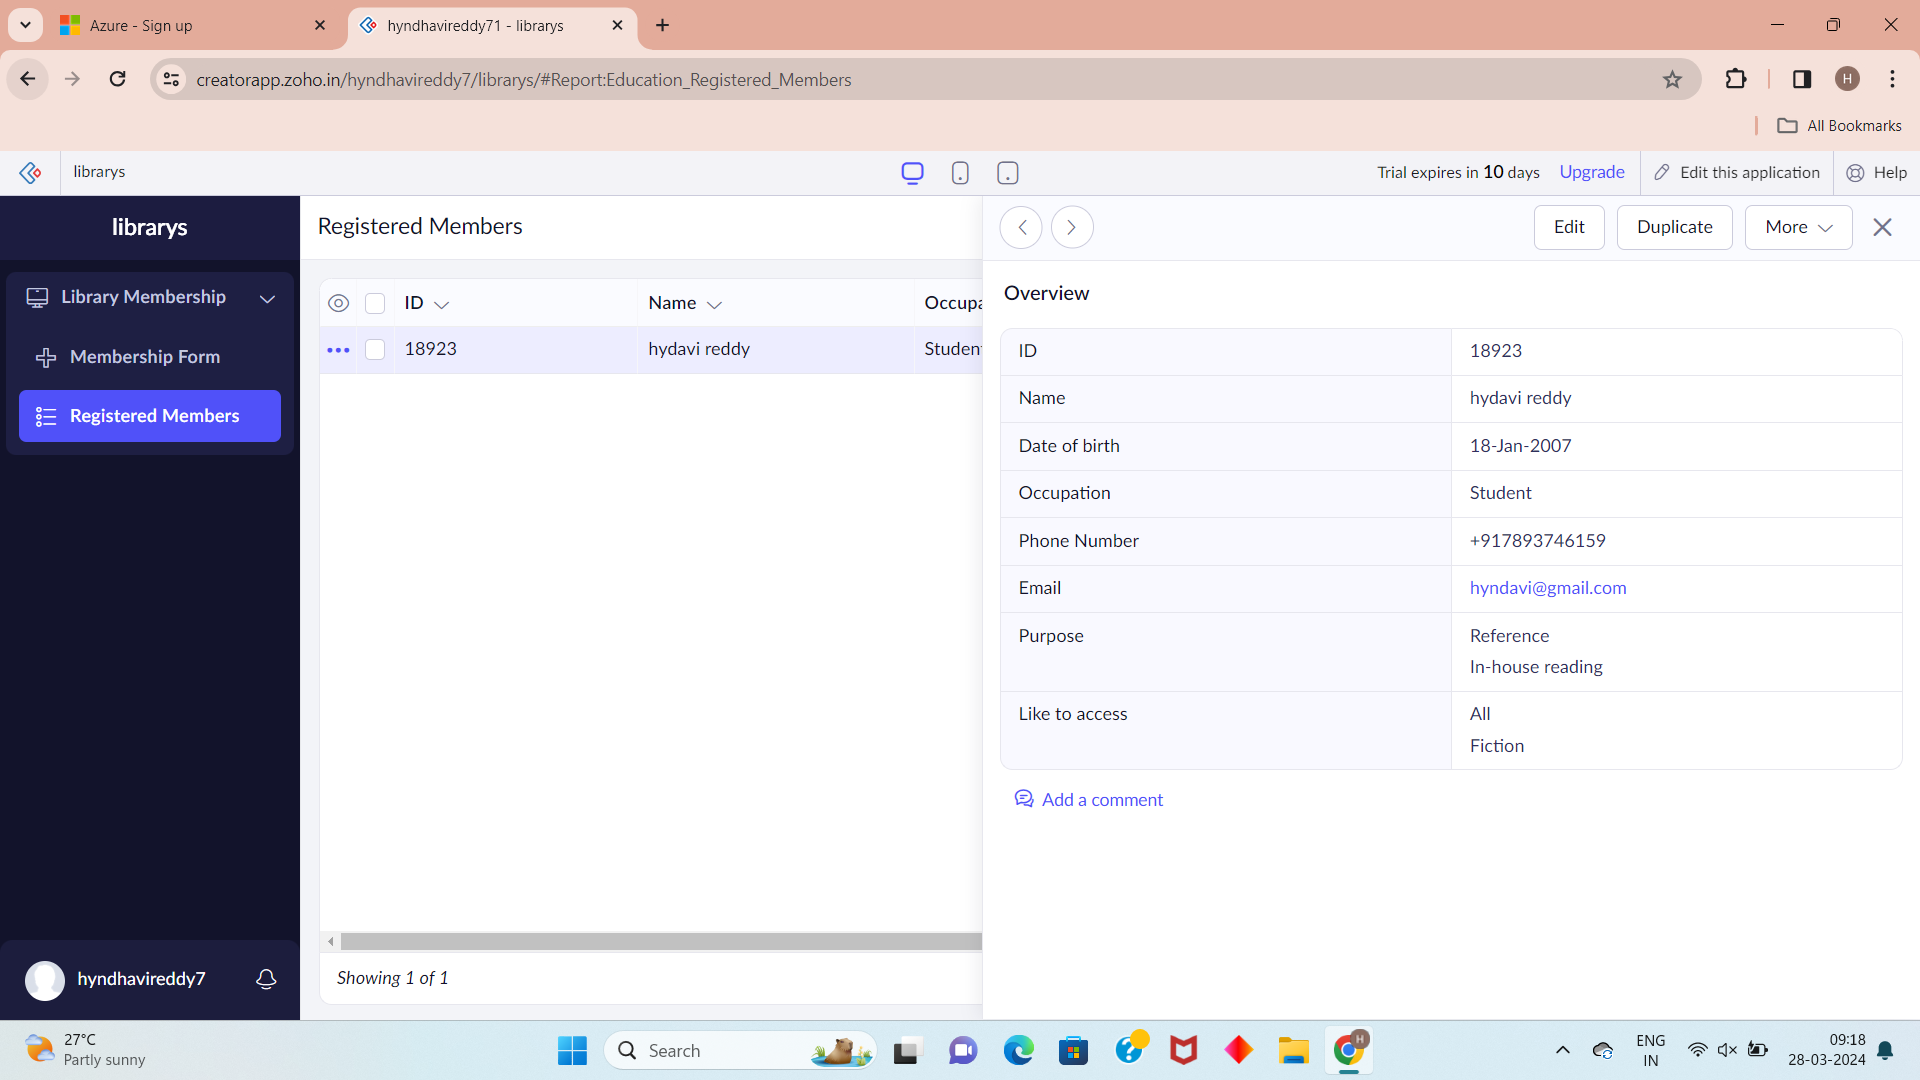 Azure - Sign up
hyndhavireddy71 - librarys
creatorapp.zoho.in/hyndhavireddy7/librarys/#Report:Education_Registered_Members
H
All Bookmarks
librarys
Trial expires in 10 days
Upgrade
Edit this application
Help
librarys
Library Membership
Membership Form
Registered Members
hyndhavireddy7
Registered Members
ID
Name
Occupa
18923
hydavi reddy
Studen
Showing 1 of 1
Edit
Duplicate
More
Overview
ID 18923
Name hydavi reddy
Date of birth 18-Jan-2007
Occupation Student
Phone Number +917893746159
Email hyndavi@gmail.com
Purpose Reference
In-house reading
Like to access All
Fiction
Add a comment
27°C
Partly sunny
Search
H
ENG
IN
09:18
28-03-2024